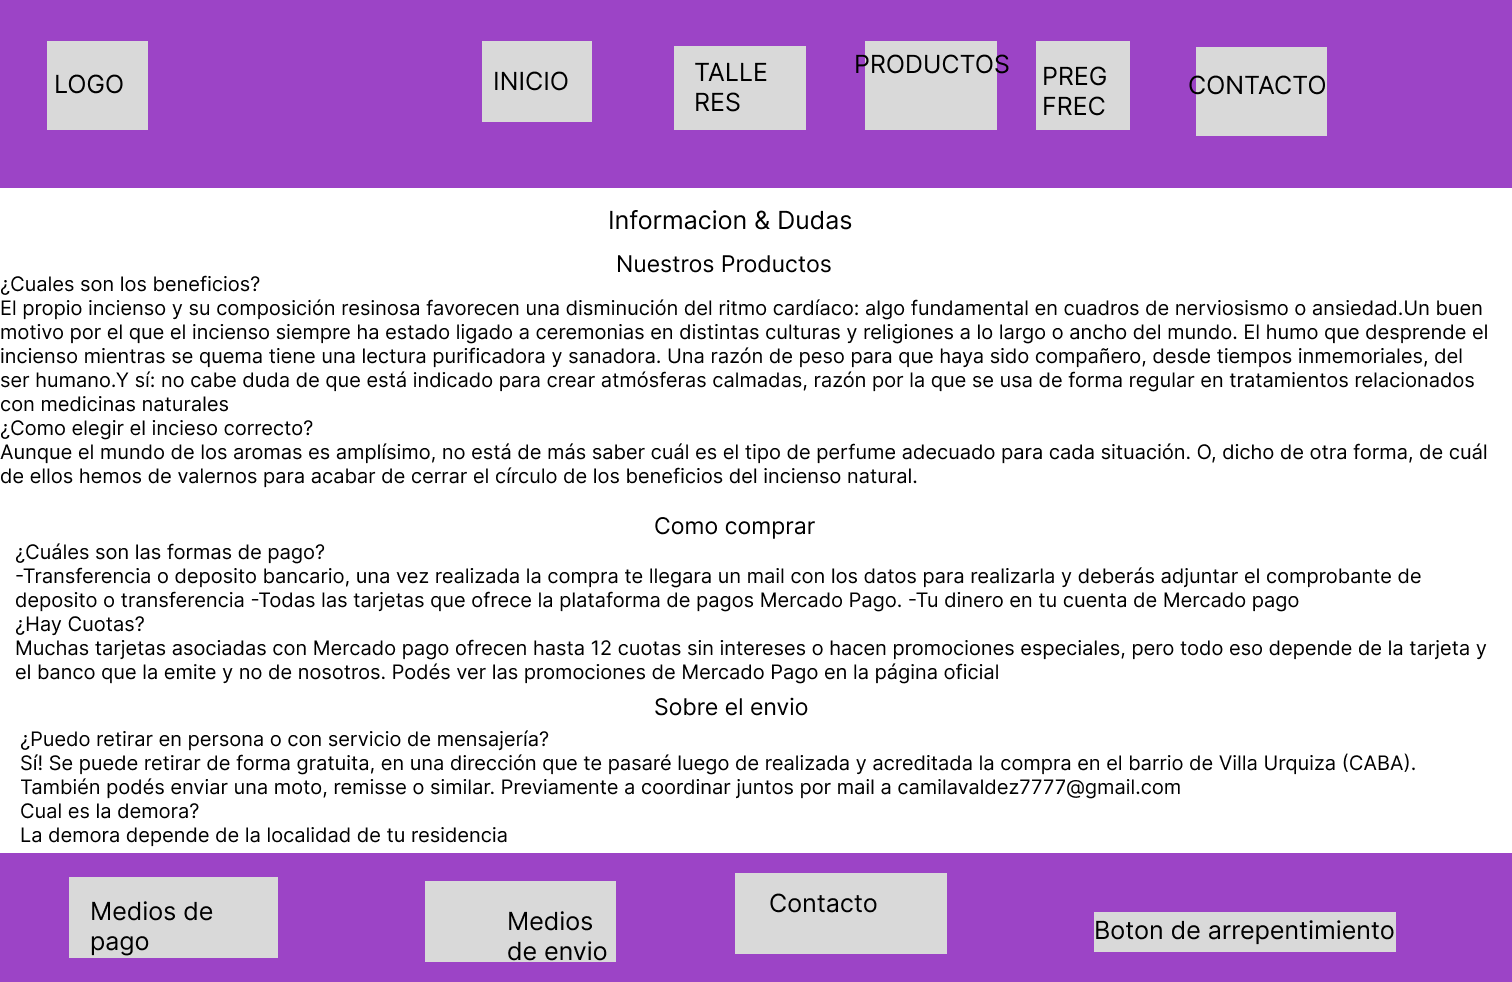 LOGO
INICIO
TALLE
RES
PRODUCTOS
PREG
FREC
CONTACTO
Informacion & Dudas
Nuestros Productos
¿Cuales son los beneficios?
El propio incienso y su composición resinosa favorecen una disminución del ritmo cardíaco: algo fundamental en cuadros de nerviosismo o ansiedad.Un buen
motivo por el que el incienso siempre ha estado ligado a ceremonias en distintas culturas y religiones a lo largo o ancho del mundo. El humo que desprende el
incienso mientras se quema tiene una lectura purificadora y sanadora. Una razón de peso para que haya sido compañero, desde tiempos inmemoriales, del
ser humano.Y sí: no cabe duda de que está indicado para crear atmósferas calmadas, razón por la que se usa de forma regular en tratamientos relacionados
con medicinas naturales
¿Como elegir el incieso correcto?
Aunque el mundo de los aromas es amplísimo, no está de más saber cuál es el tipo de perfume adecuado para cada situación. O, dicho de otra forma, de cuál
de ellos hemos de valernos para acabar de cerrar el círculo de los beneficios del incienso natural.
Como comprar
¿Cuáles son las formas de pago?
-Transferencia o deposito bancario, una vez realizada la compra te llegara un mail con los datos para realizarla y deberás adjuntar el comprobante de
deposito o transferencia -Todas las tarjetas que ofrece la plataforma de pagos Mercado Pago. -Tu dinero en tu cuenta de Mercado pago
¿Hay Cuotas?
Muchas tarjetas asociadas con Mercado pago ofrecen hasta 12 cuotas sin intereses o hacen promociones especiales, pero todo eso depende de la tarjeta y
el banco que la emite y no de nosotros. Podés ver las promociones de Mercado Pago en la página oficial
Sobre el envio
¿Puedo retirar en persona o con servicio de mensajería?
Sí! Se puede retirar de forma gratuita, en una dirección que te pasaré luego de realizada y acreditada la compra en el barrio de Villa Urquiza (CABA).
También podés enviar una moto, remisse o similar. Previamente a coordinar juntos por mail a camilavaldez7777@gmail.com
Cual es la demora?
La demora depende de la localidad de tu residencia
Medios de
pago
Medios
de envio
Contacto
Boton de arrepentimiento